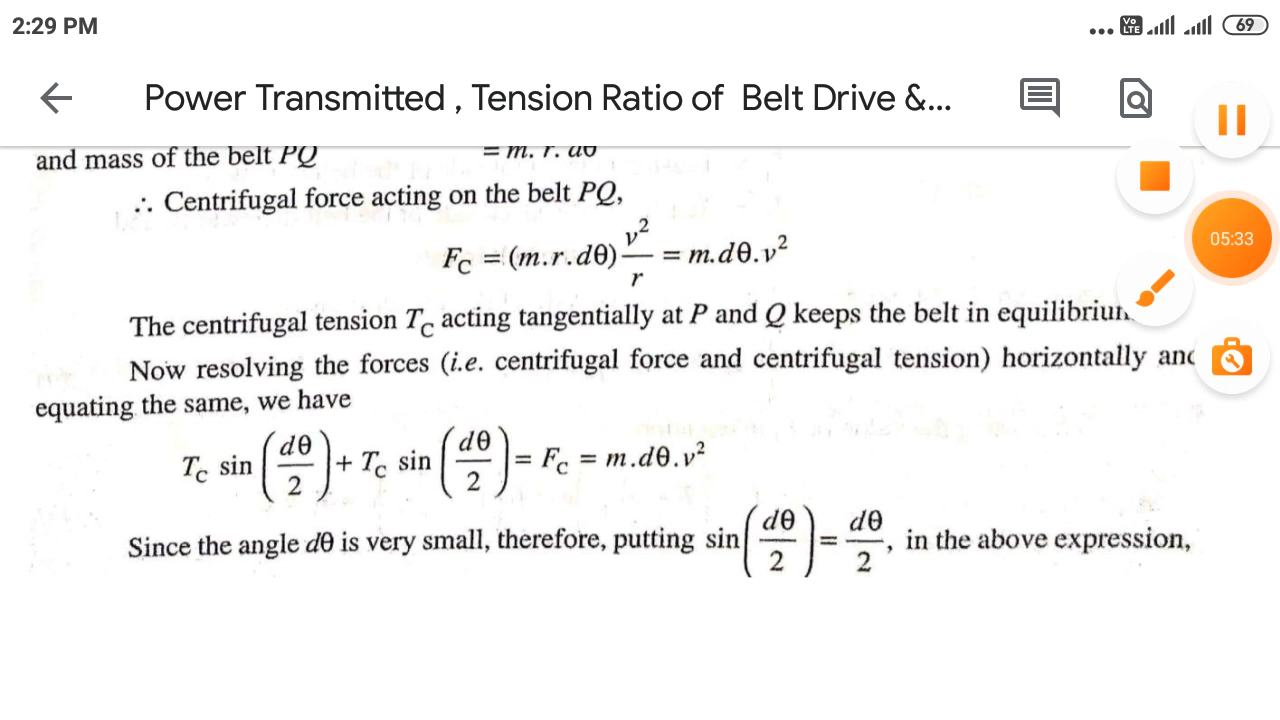 2:29 PM
... Vo LTE 69
Power Transmitted , Tension Ratio of Belt Drive &...
and mass of the belt PQ = m. r. dθ
∴ Centrifugal force acting on the belt PQ,
F_C = (m.r.dθ) v²/r = m.dθ.v²
05:33
The centrifugal tension T_C acting tangentially at P and Q keeps the belt in
Now resolving the forces (i.e. centrifugal force and centrifugal tension) horizontally and
equating the same, we have
T_C sin (dθ/2) + T_C sin (dθ/2) = F_C = m.dθ.v²
Since the angle dθ is very small, therefore, putting sin (dθ/2) = dθ/2, in the above expression,